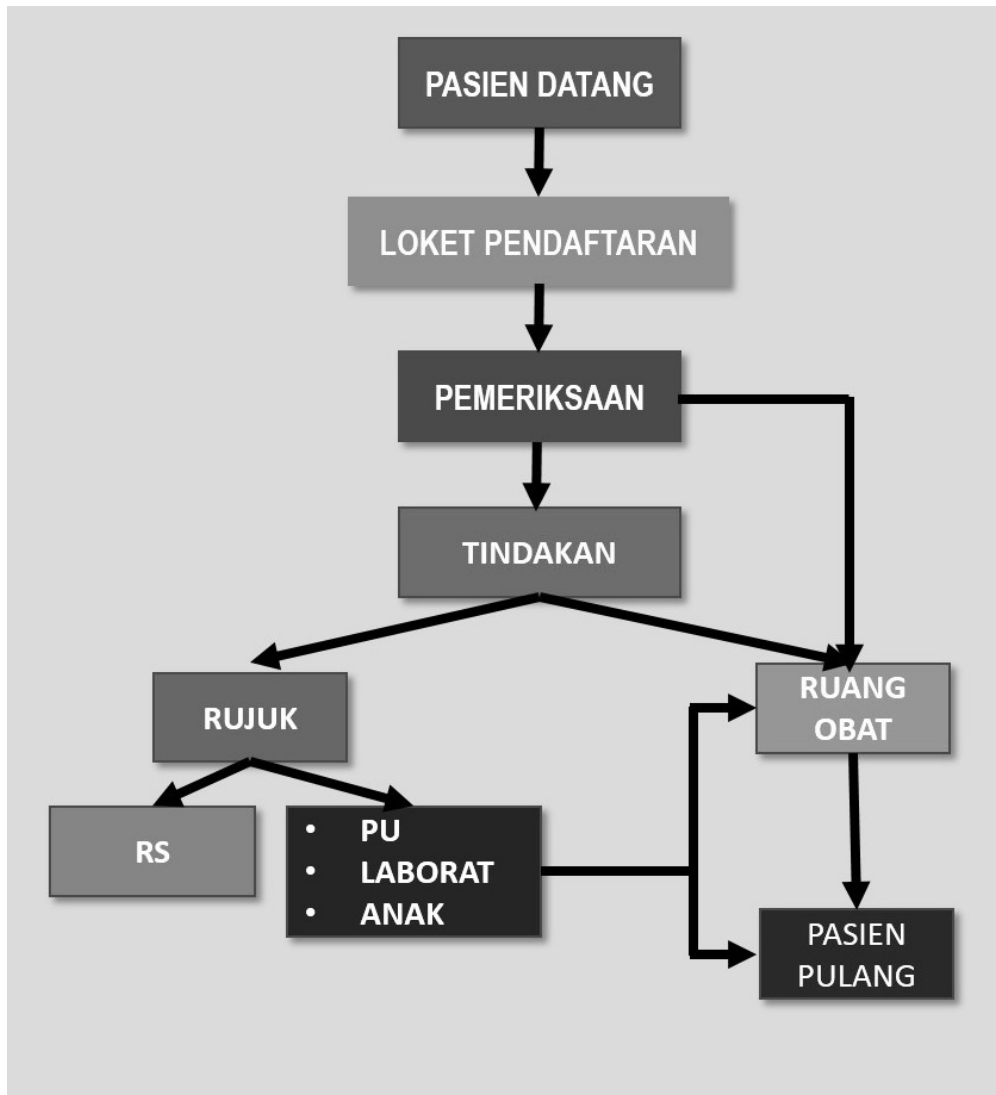 PASIEN DATANG
LOKET PENDAFTARAN
PEMERIKSAAN
TINDAKAN
RUJUK
RUANG
OBAT
RS
• PU
• LABORAT
• ANAK
PASIEN
PULANG